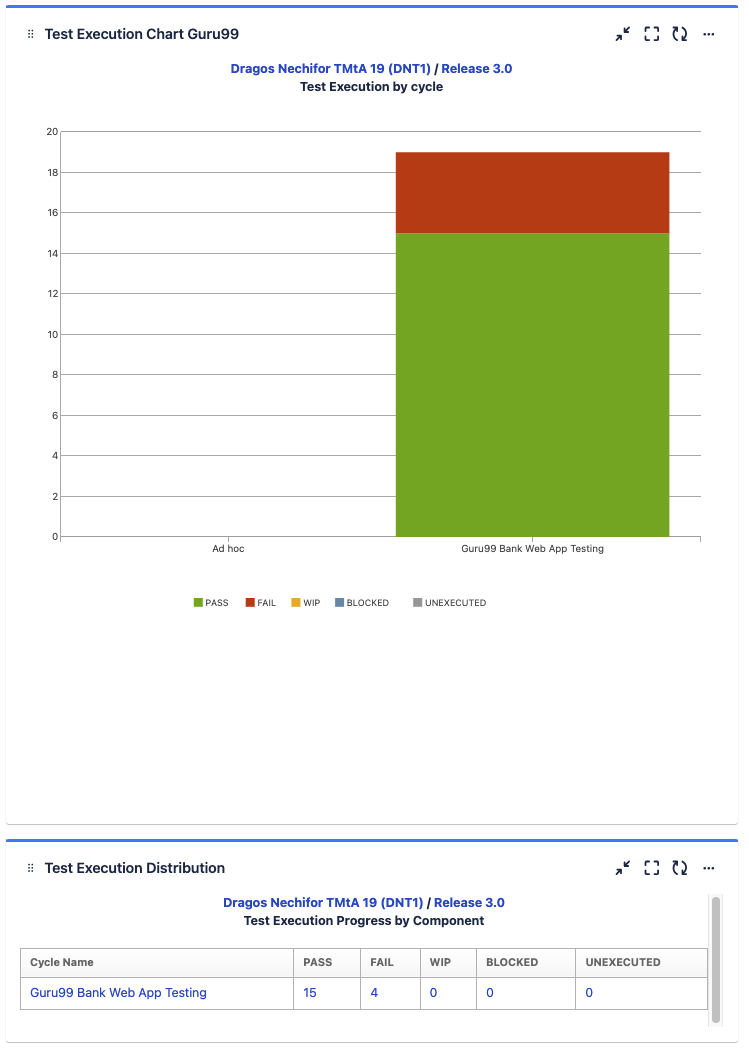 Test Execution Chart Guru99
Dragos Nechifor TMtA 19 (DNT1) / Release 3.0
Test Execution by cycle
20
18
16
14
12
10
8
6
4
2
0
Ad hoc Guru99 Bank Web App Testing
PASS FAIL WIP BLOCKED UNEXECUTED
Test Execution Distribution
Dragos Nechifor TMtA 19 (DNT1) / Release 3.0
Test Execution Progress by Component
Cycle Name PASS FAIL WIP BLOCKED UNEXECUTED
Guru99 Bank Web App Testing 15 4 0 0 0